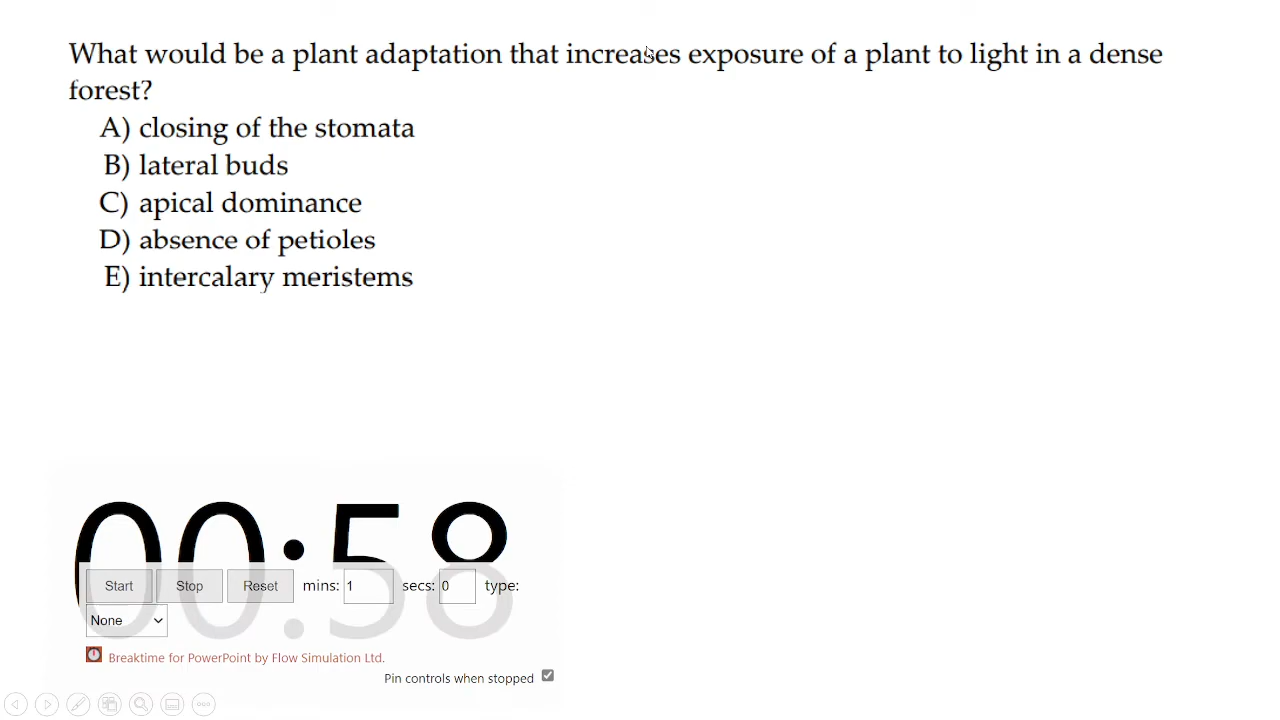 What would be a plant adaptation that increases exposure of a plant to light in a dense
forest?
A) closing of the stomata
B) lateral buds
C) apical dominance
D) absence of petioles
E) intercalary meristems
00:58
Start Stop Reset mins: 1 secs: 0 type:
None
Breaktime for PowerPoint by Flow Simulation Ltd.
Pin controls when stopped